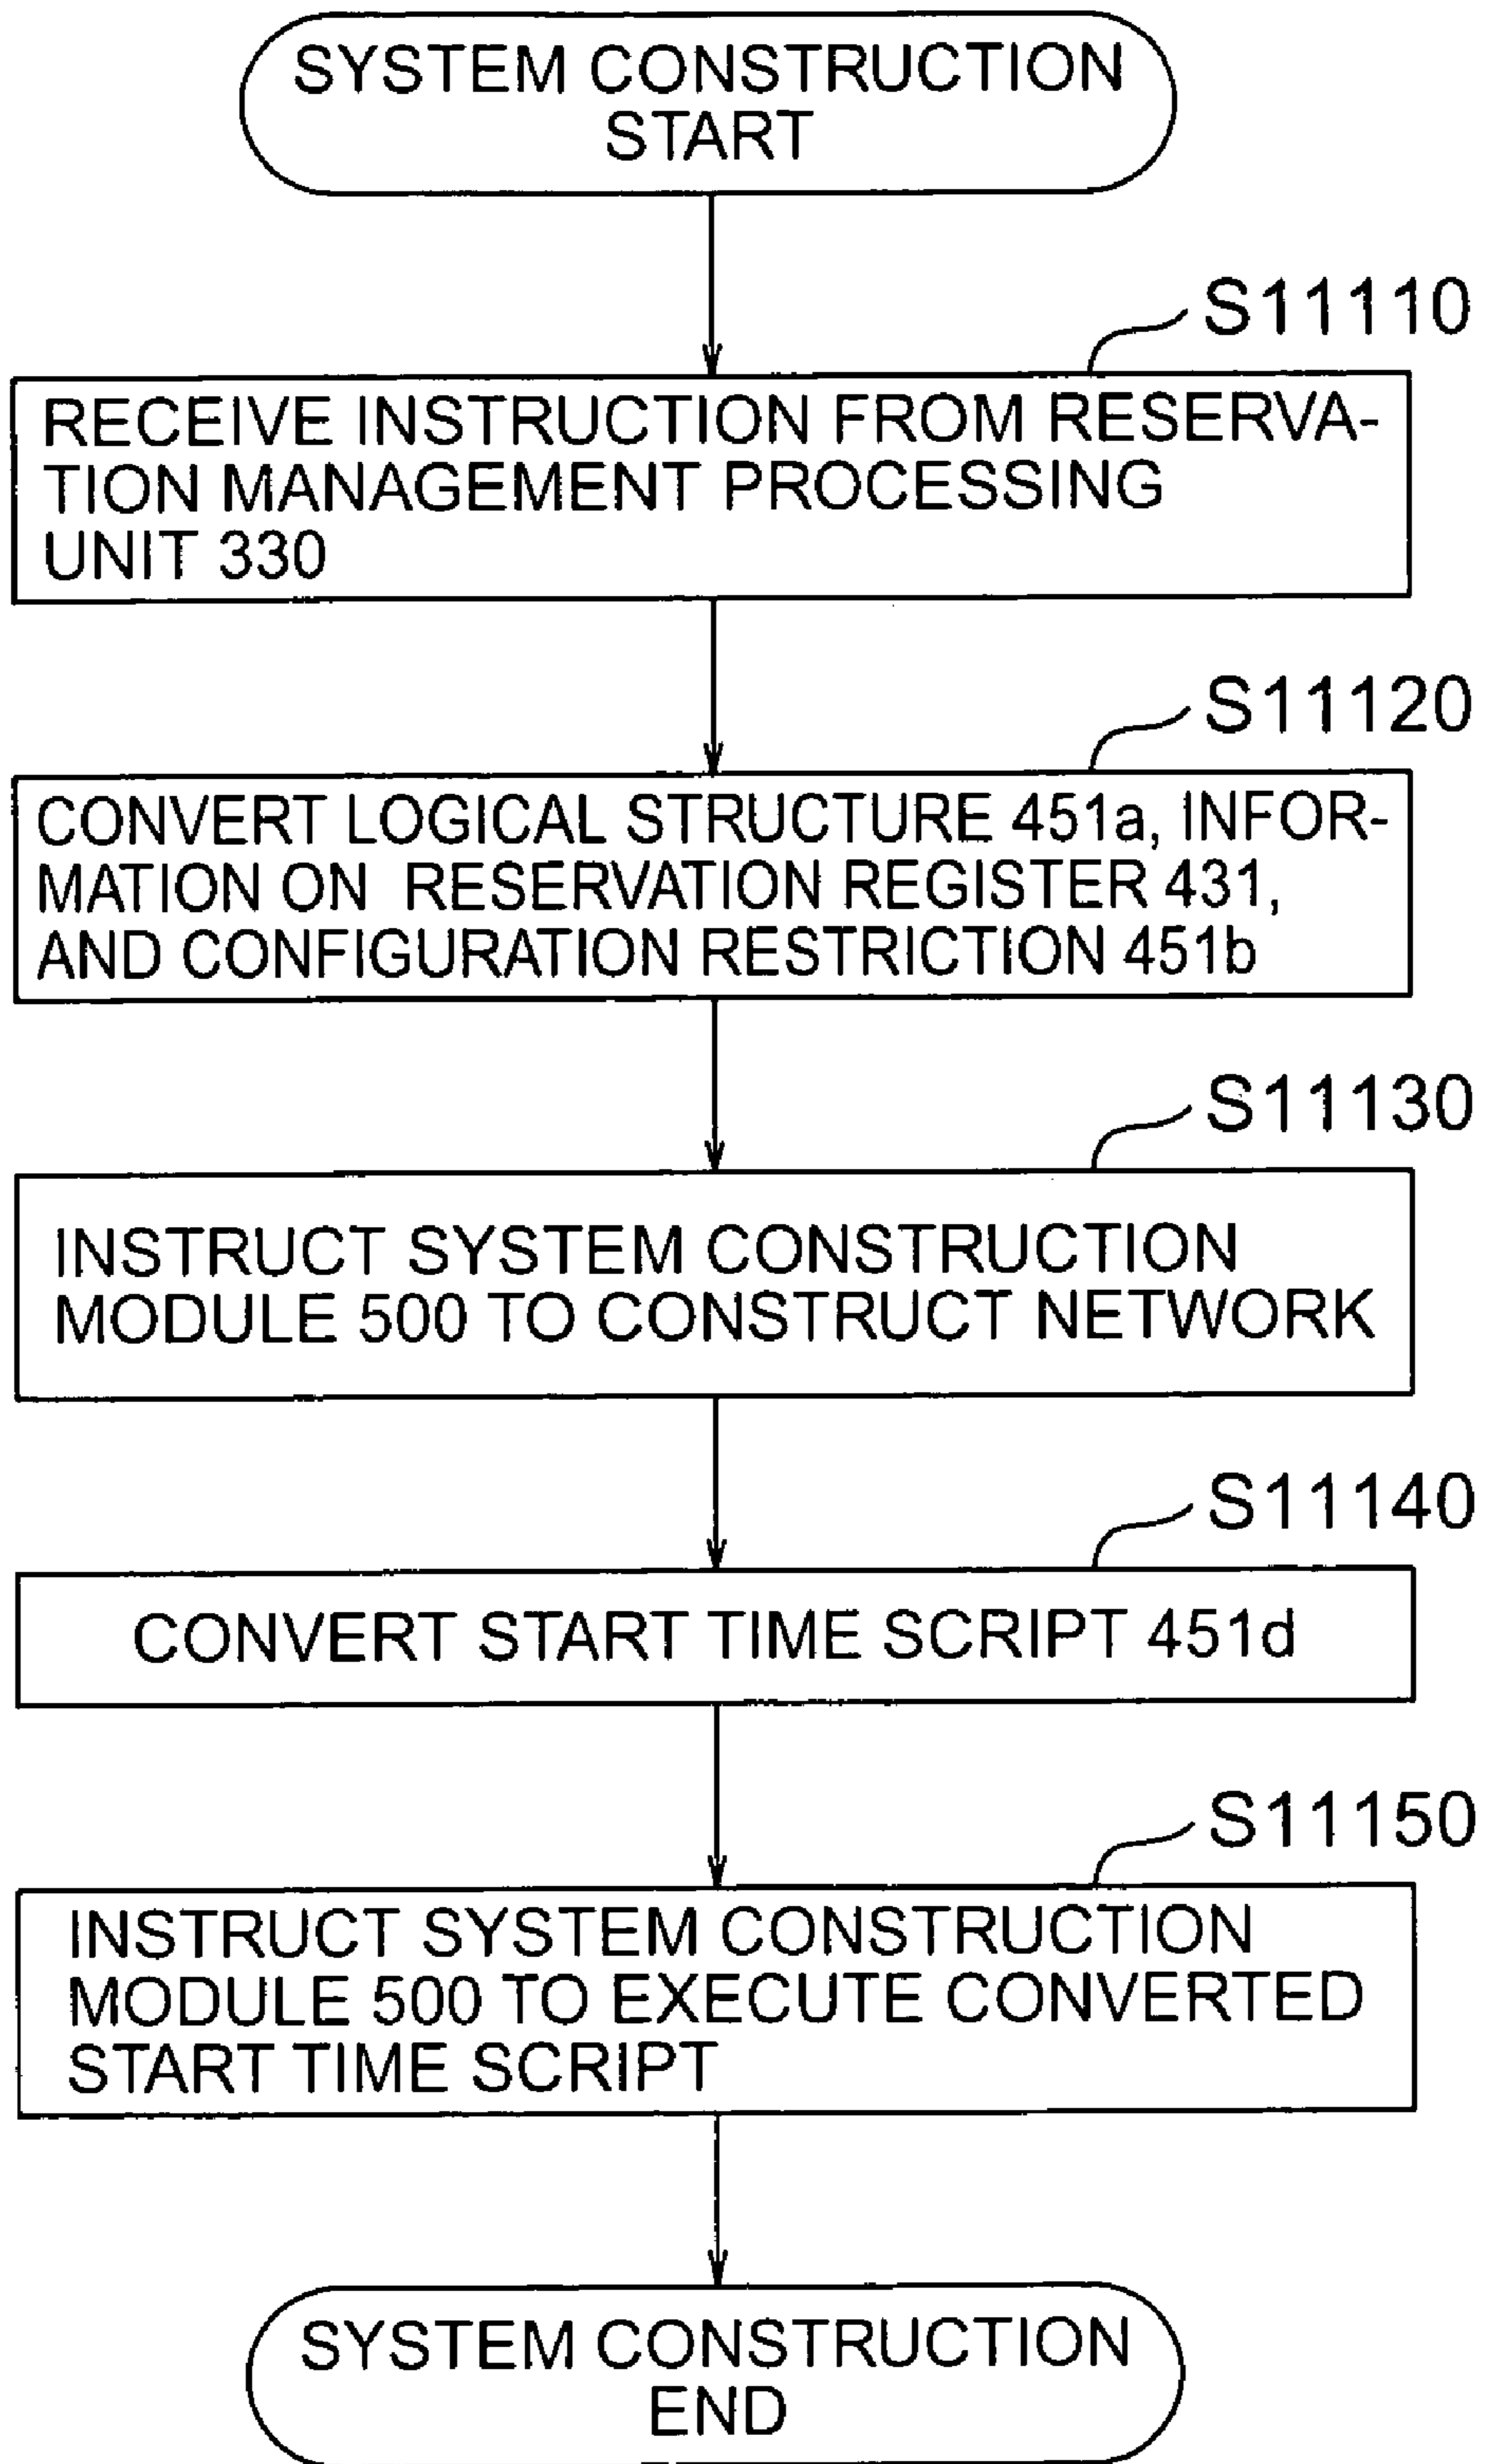 SYSTEM CONSTRUCTION
START
S11110
RECEIVE INSTRUCTION FROM RESERVA-
TION MANAGEMENT PROCESSING
UNIT 330
S11120
CONVERT LOGICAL STRUCTURE 451a, INFOR-
MATION ON RESERVATION REGISTER 431,
AND CONFIGURATION RESTRICTION 451b
S11130
INSTRUCT SYSTEM CONSTRUCTION
MODULE 500 TO CONSTRUCT NETWORK
S11140
CONVERT START TIME SCRIPT 451d
S11150
INSTRUCT SYSTEM CONSTRUCTION
MODULE 500 TO EXECUTE CONVERTED
START TIME SCRIPT
SYSTEM CONSTRUCTION
END